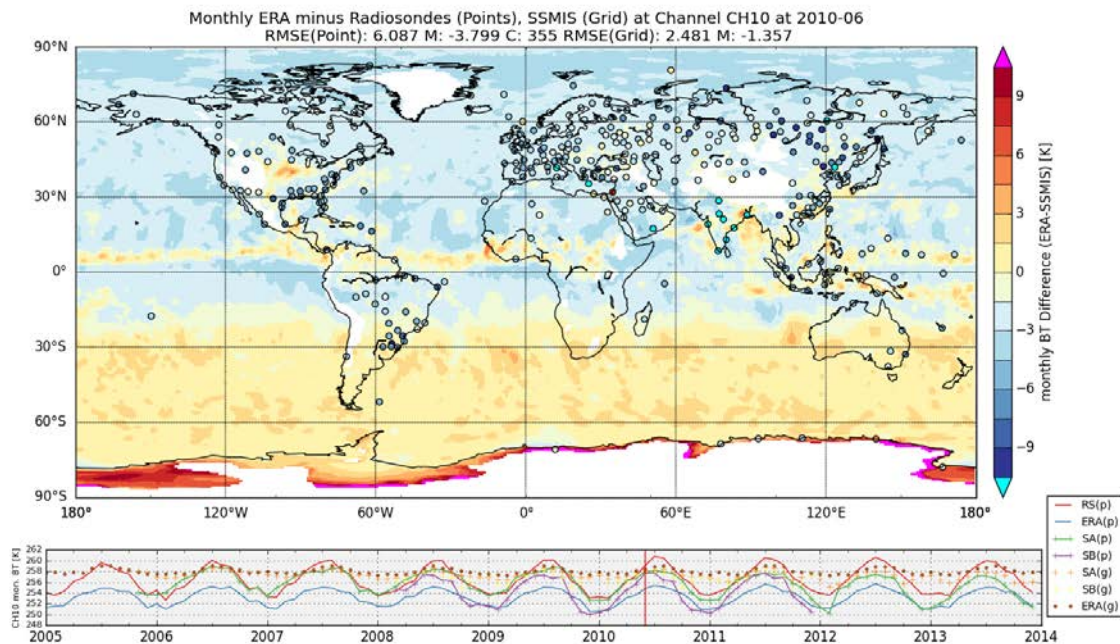 Monthly ERA minus Radiosondes (Points), SSMIS (Grid) at Channel CH10 at 2010-06
RMSE(Point): 6.087 M: -3.799 C: 355 RMSE(Grid): 2.481 M: -1.357
90°N
60°N
30°N
0°
30°S
60°S
90°S
180° 120°W 60°W 0° 60°E 120°E 180°
9
6
3
0
−3
−6
−9
monthly BT Difference (ERA-SSMIS) [K]
RS(p)
ERA(p)
SA(p)
SB(p)
SA(g)
SB(g)
ERA(g)
CH10 mon. BT [K]
262
260
258
256
254
252
250
248
2005 2006 2007 2008 2009 2010 2011 2012 2013 2014